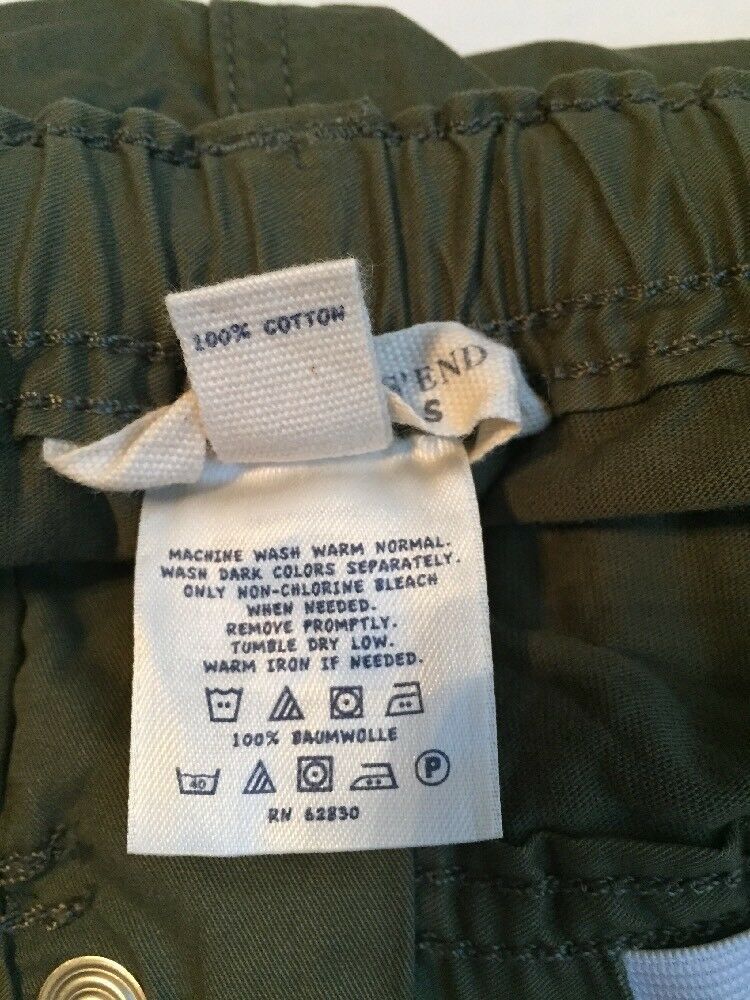 100% COTTON
S' END
S
MACHINE WASH WARM NORMAL.
WASH DARK COLORS SEPARATELY.
ONLY NON-CHLORINE BLEACH
WHEN NEEDED.
REMOVE PROMPTLY.
TUMBLE DRY LOW.
WARM IRON IF NEEDED.
100% BAUMWOLLE
40 P
RN 62830